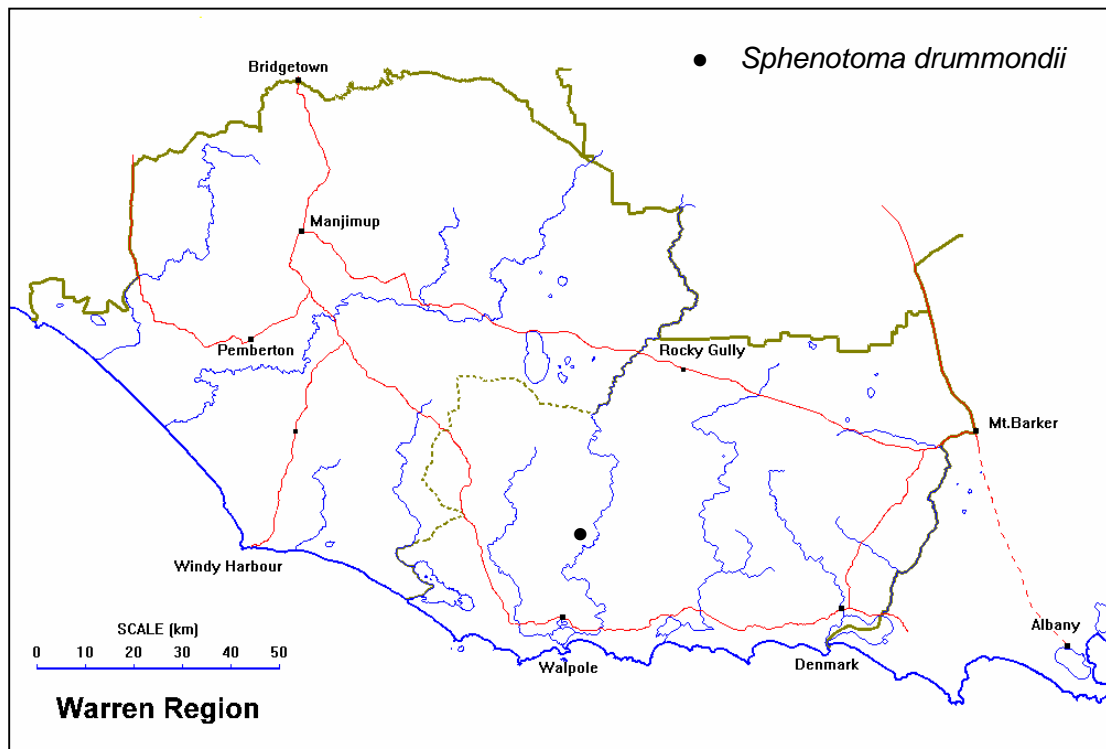 Sphenotoma drummondii
Bridgetown
Manjimup
Pemberton
Rocky Gully
Mt.Barker
Windy Harbour
SCALE (km)
0 10 20 30 40 50
Walpole
Denmark
Albany
Warren Region